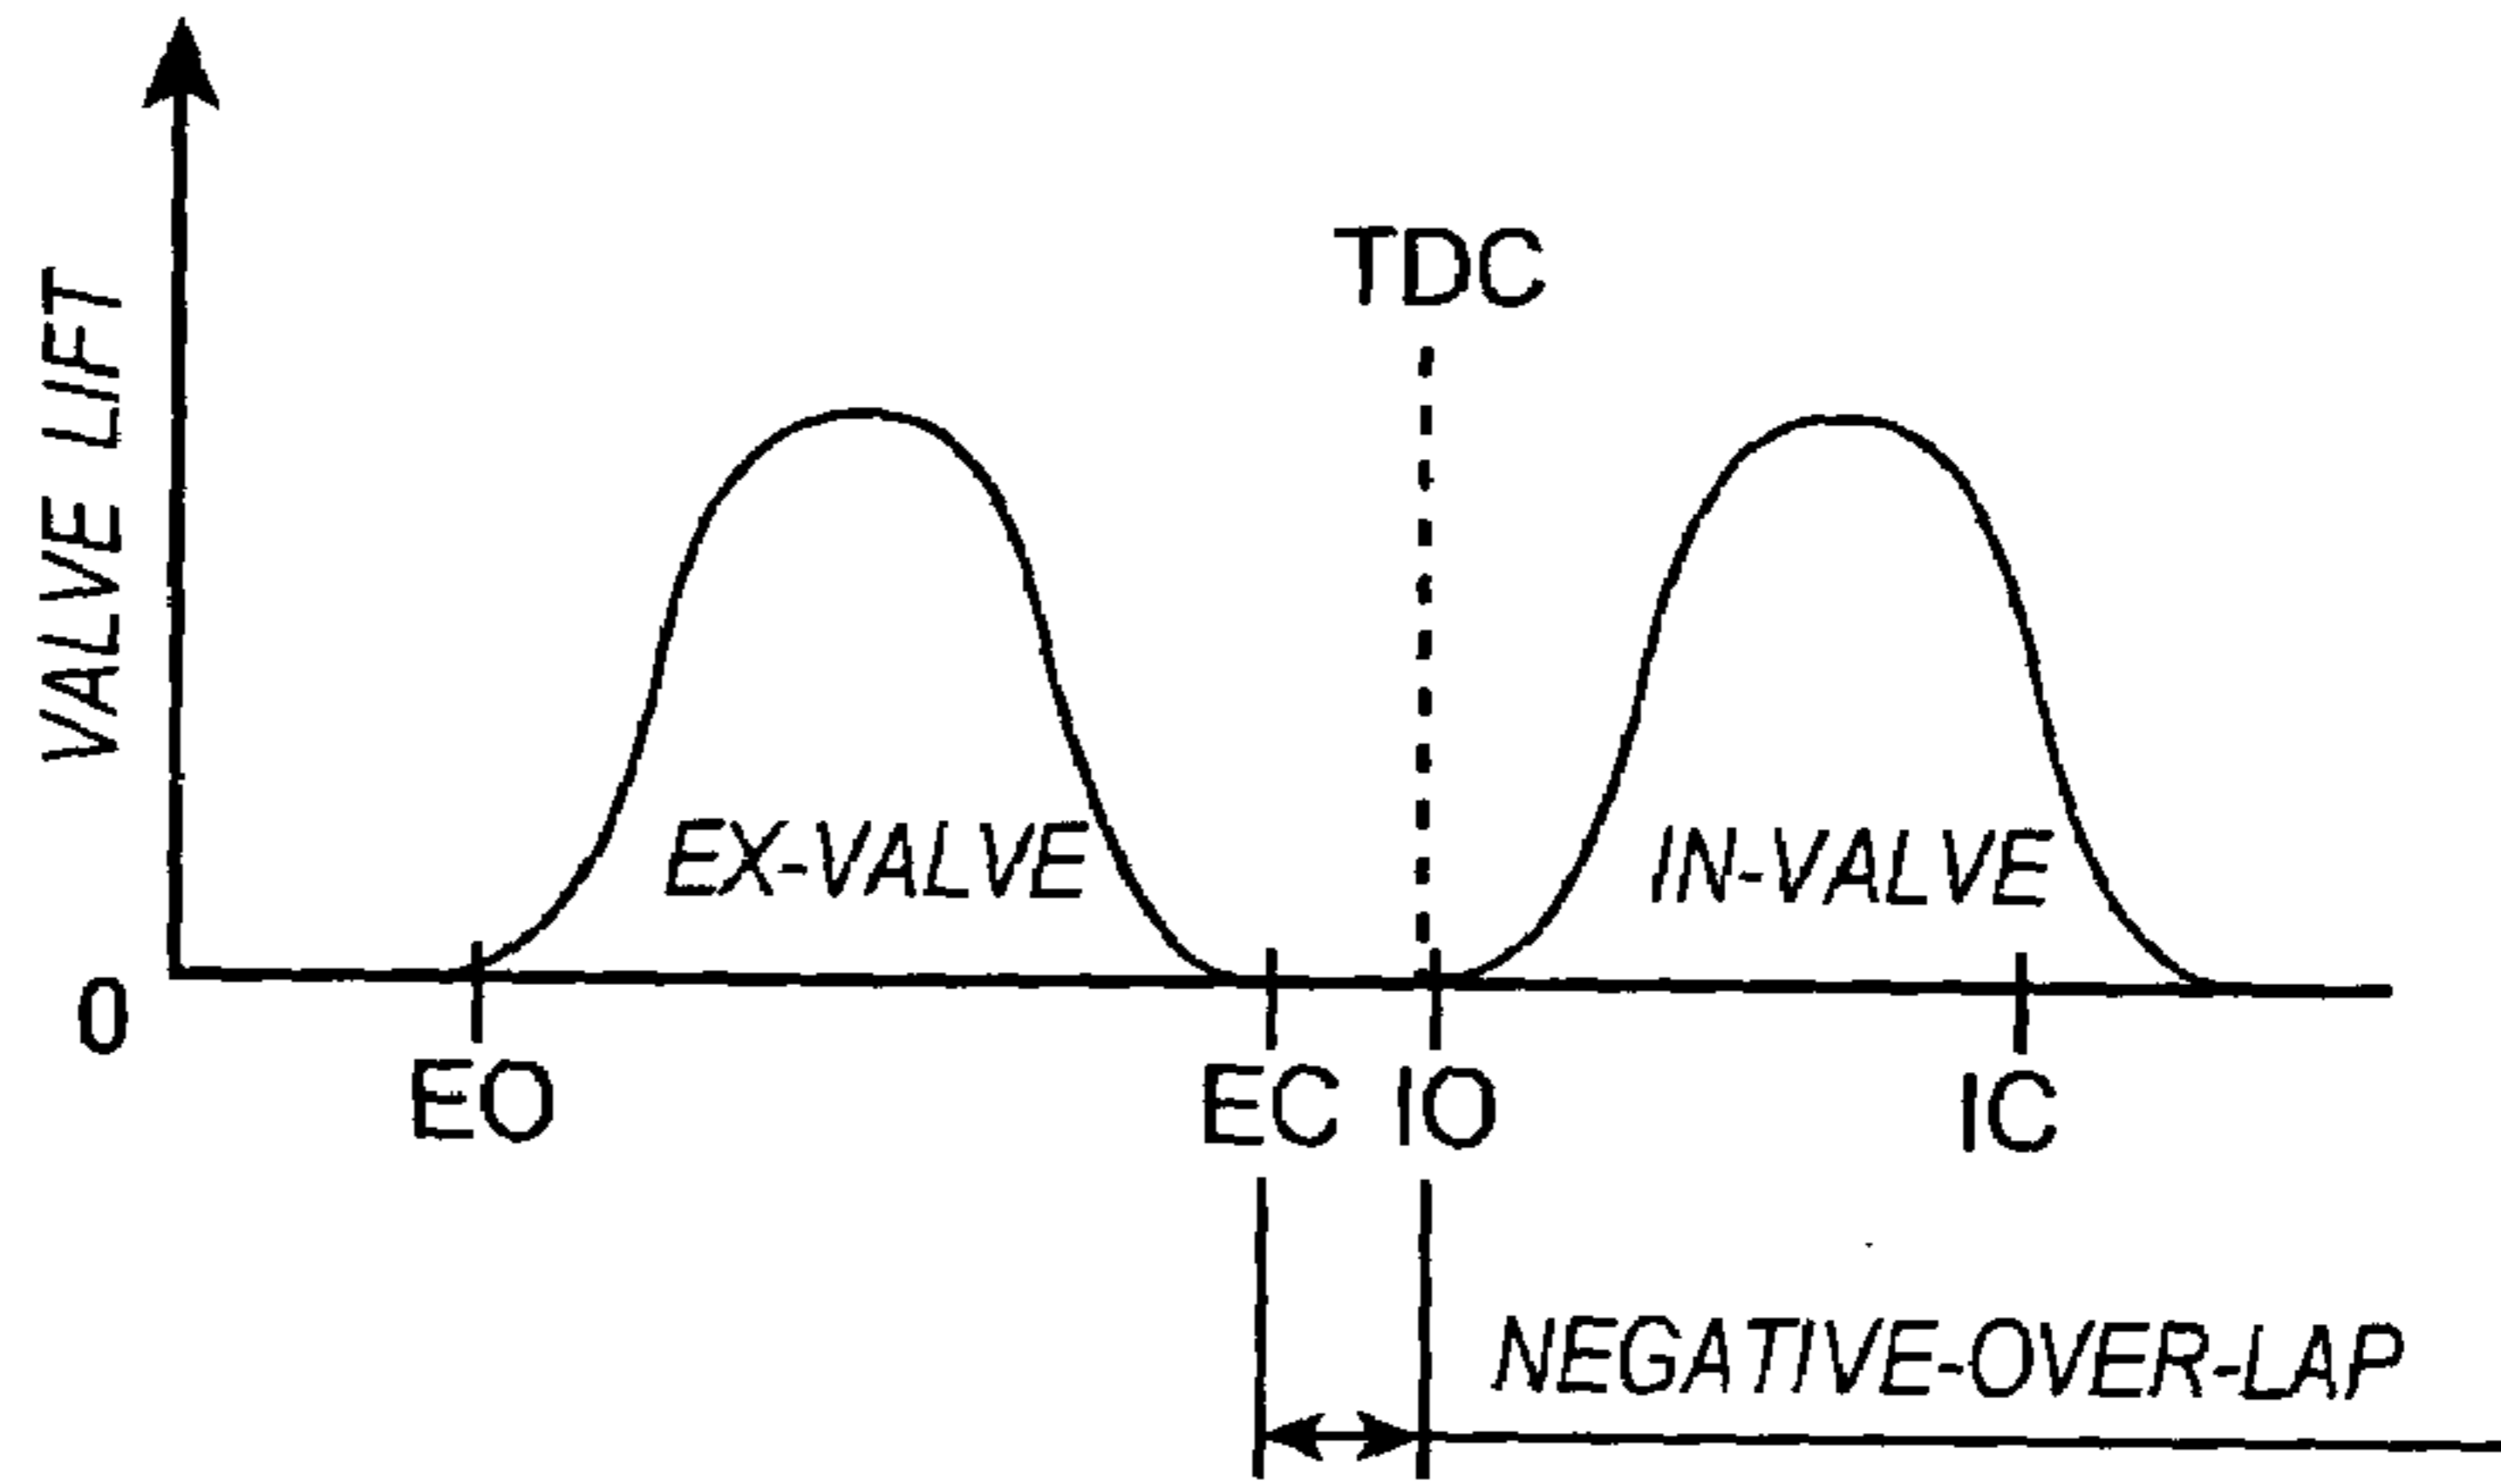 VALVE LIFT
TDC
EX-VALVE
IN-VALVE
0
EO
EC
IO
IC
NEGATIVE-OVER-LAP